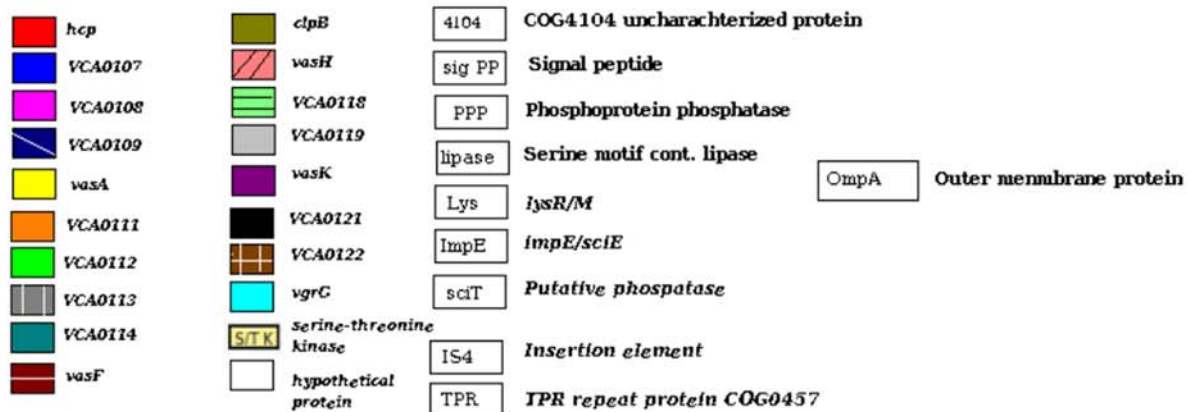 hcp
VCA0107
VCA0108
VCA0109
vasA
VCA0111
VCA0112
VCA0113
VCA0114
vasF
clpB
vasH
VCA0118
VCA0119
vasK
VCA0121
VCA0122
vgrG
S/T K serine-threonine
kinase
hypothetical
protein
4104 COG4104 uncharachterized protein
sig PP Signal peptide
PPP Phosphoprotein phosphatase
lipase Serine motif cont. lipase
Lys lysR/M
ImpE impE/sciE
sciT Putative phospatase
IS4 Insertion element
TPR TPR repeat protein COG0457
OmpA Outer menmibrane protein